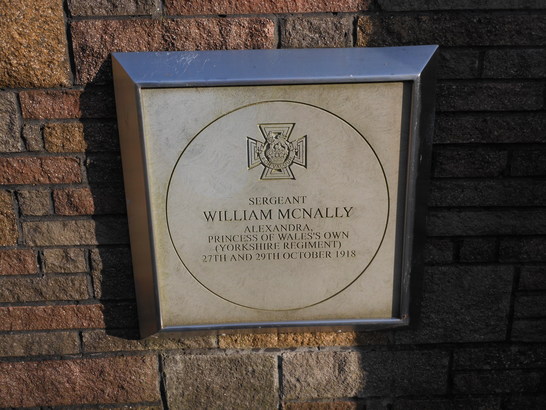 SERGEANT
WILLIAM MCNALLY
ALEXANDRA,
PRINCESS OF WALES'S OWN
(YORKSHIRE REGIMENT)
27TH AND 29TH OCTOBER 1918